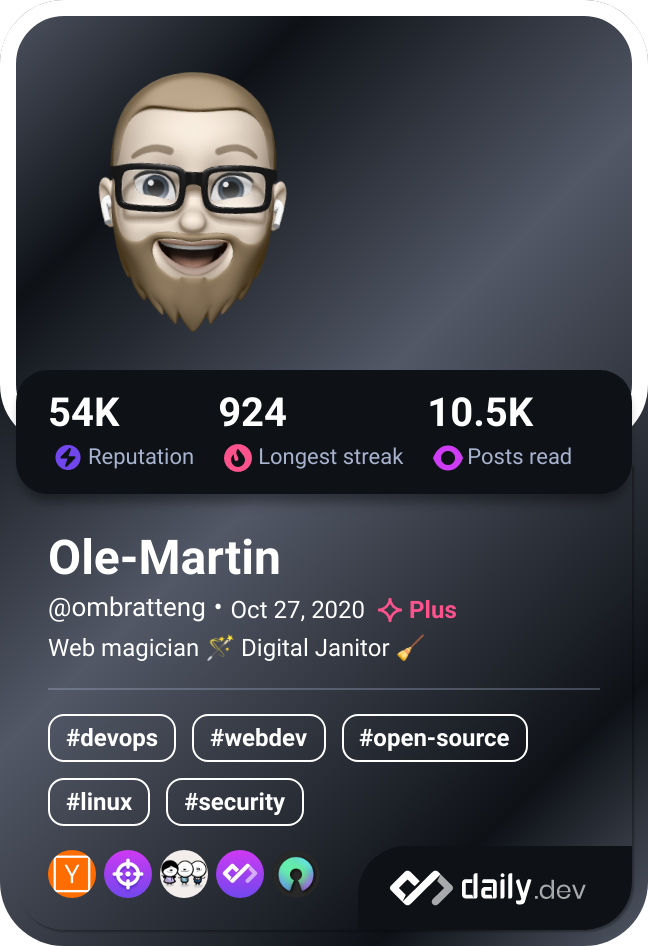 54K 924 10.5K
Reputation Longest streak Posts read
Ole-Martin
@ombratteng • Oct 27, 2020 Plus
Web magician 🪄 Digital Janitor 🧹
#devops #webdev #open-source
#linux #security
Y
daily.dev